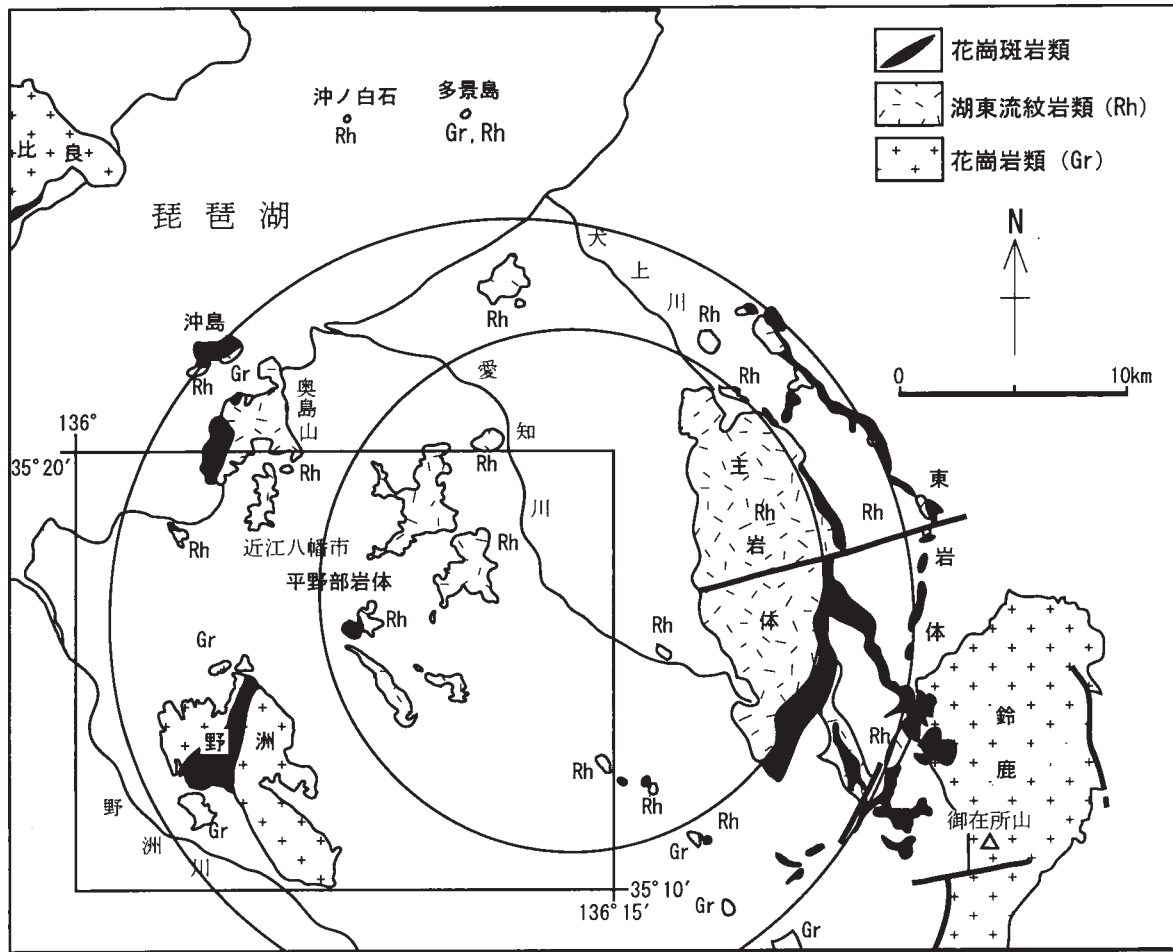 花崗斑岩類
湖東流紋岩類 (Rh)
花崗岩類 (Gr)
沖ノ白石
Rh
多景島
Gr, Rh
比良
琵琶湖
N
犬上川
0
10km
沖島
Rh
Gr
奥島山
Rh
Rh
Rh
愛知川
136°
35°20′
Rh
Rh
Rh
近江八幡市
Rh
平野部岩体
Rh
主岩体
Rh
Rh
東岩体
Gr
Rh
野洲
鈴鹿
Rh
Rh
Rh
御在所山
野洲川
Gr
Rh
Gr
35°10′
136°15′
Gr
Gr